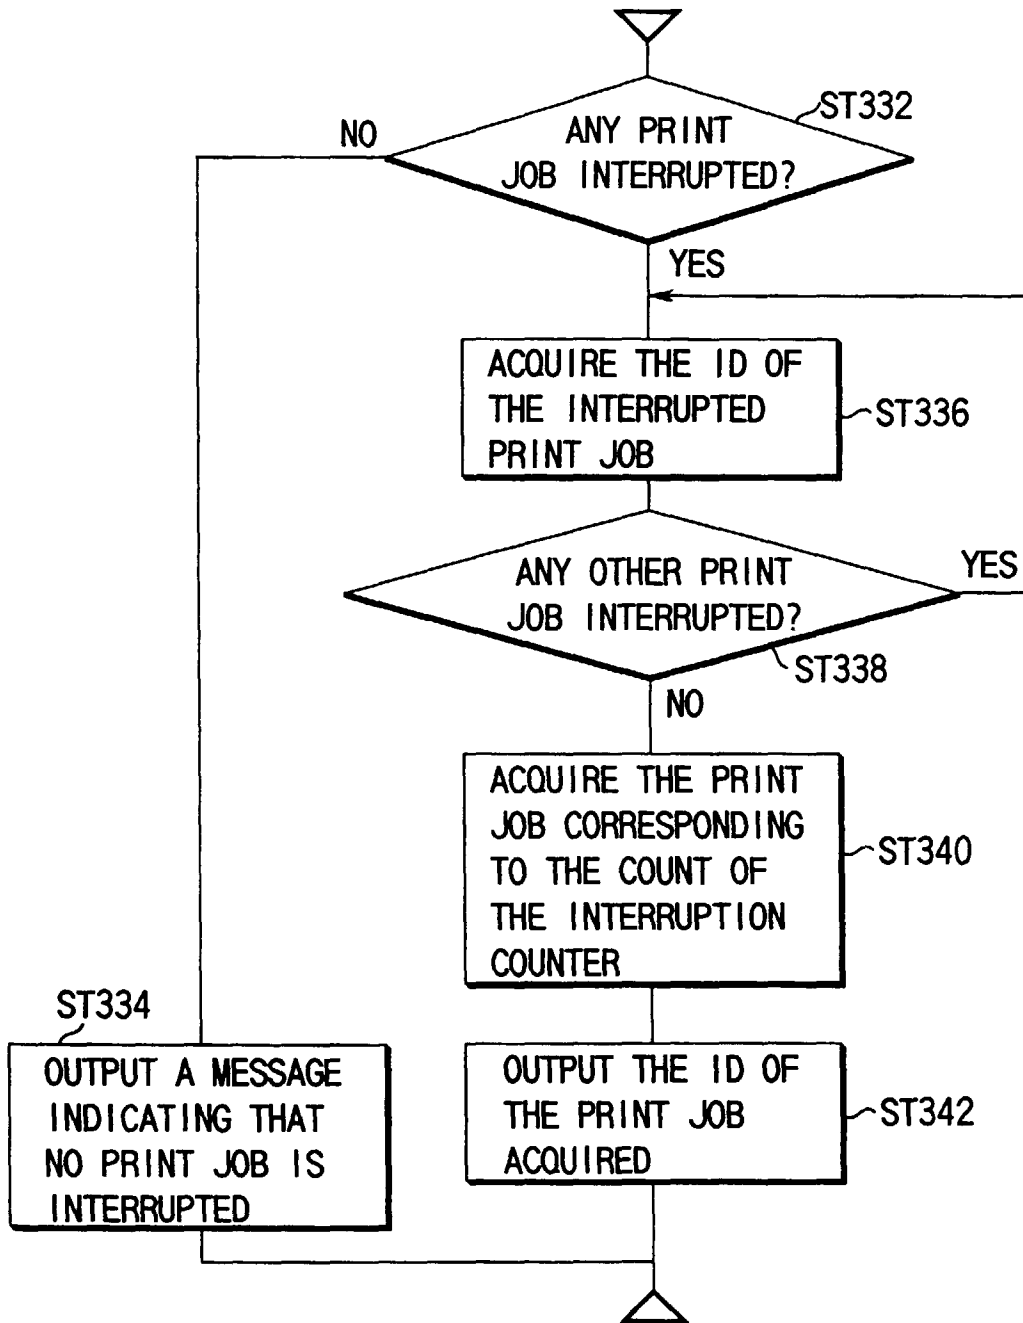 ST332
NO
ANY PRINT
JOB INTERRUPTED?
YES
ACQUIRE THE ID OF
THE INTERRUPTED
PRINT JOB
ST336
ANY OTHER PRINT
JOB INTERRUPTED?
YES
ST338
NO
ACQUIRE THE PRINT
JOB CORRESPONDING
TO THE COUNT OF
THE INTERRUPTION
COUNTER
ST340
ST334
OUTPUT A MESSAGE
INDICATING THAT
NO PRINT JOB IS
INTERRUPTED
OUTPUT THE ID OF
THE PRINT JOB
ACQUIRED
ST342